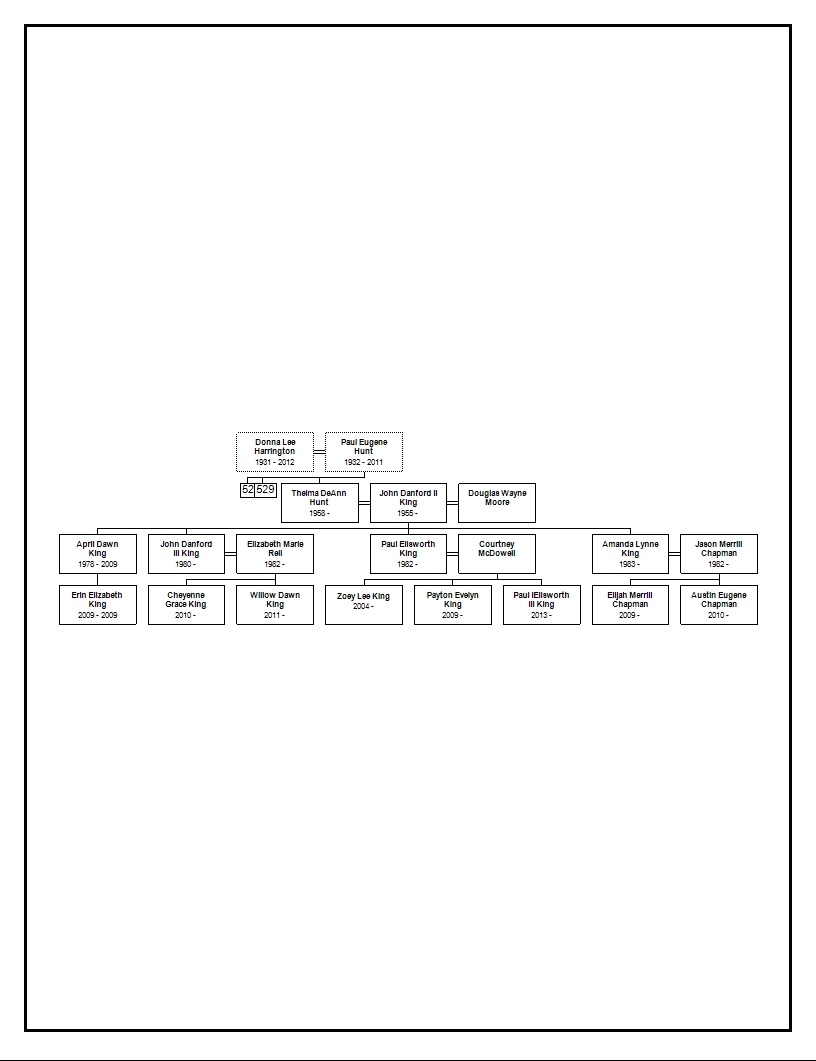 Donna Lee
Harrington
1931 - 2012
Paul Eugene
Hunt
1932 - 2011
52 529
Thelma DeAnn
Hunt
1956 -
John Danford II
King
1955 -
Douglas Wayne
Moore
April Dawn
King
1978 - 2009
John Danford
III King
1980 -
Elizabeth Marie
Reil
1982 -
Paul Ellsworth
King
1982 -
Courtney
McDowell
Amanda Lynne
King
1983 -
Jason Merrill
Chapman
1982 -
Erin Elizabeth
King
2009 - 2009
Cheyenne
Grace King
2010 -
Willow Dawn
King
2011 -
Zoey Lee King
2004 -
Payton Evelyn
King
2009 -
Paul lEllsworth
III King
2013 -
Elijah Merrill
Chapman
2009 -
Austin Eugene
Chapman
2010 -